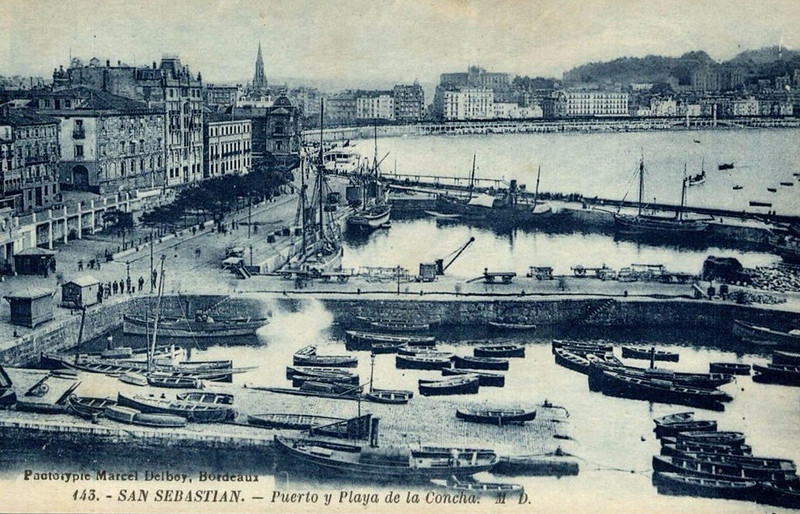 Phototypie Marcel Delboy, Bordeaux
143. - SAN SEBASTIAN. - Puerto y Playa de la Concha. M D.